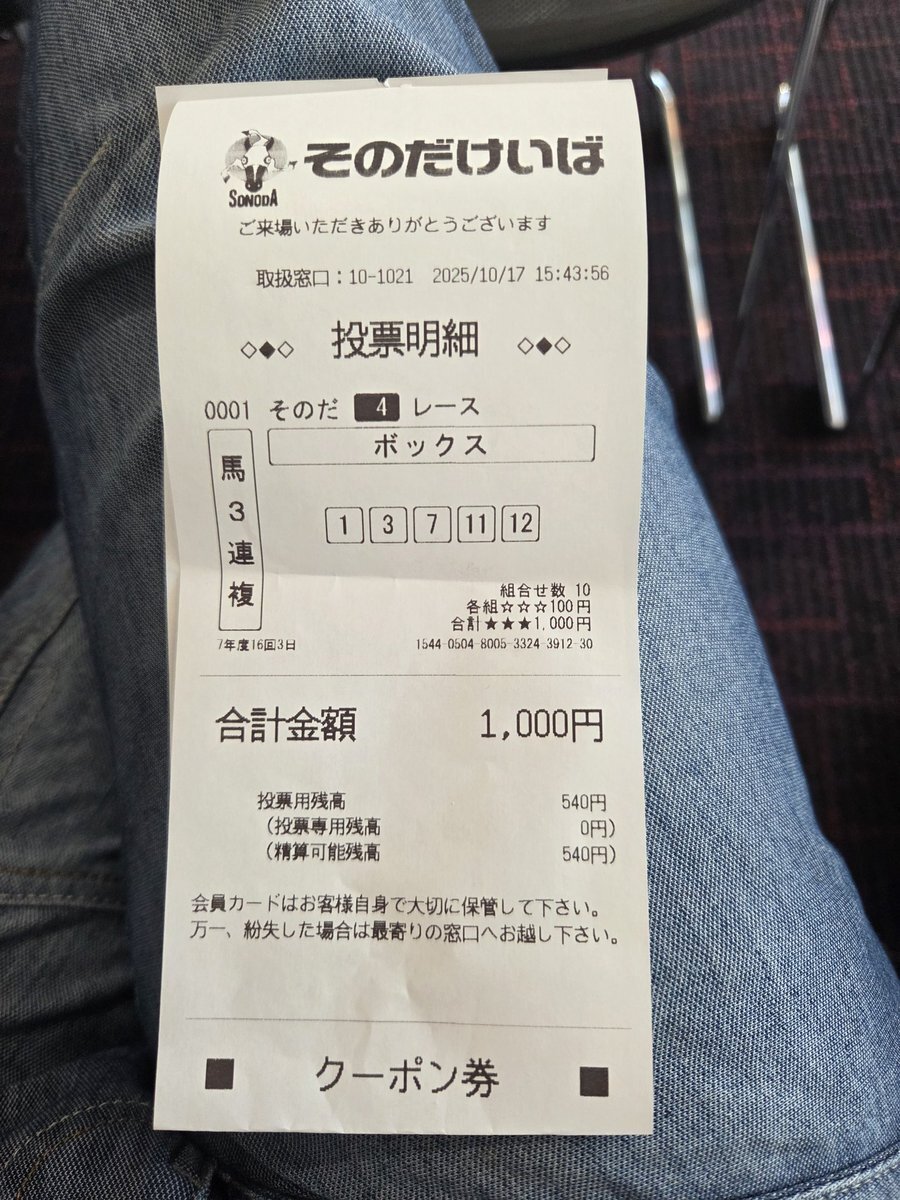 SONODA
そのだけいば
ご来場いただきありがとうございます
取扱窓口：10-1021 2025/10/17 15:43:56
◇◆◇ 投票明細 ◇◆◇
0001 そのだ 4 レース
馬3連複
ボックス
1 3 7 11 12
組合せ数 10
各組☆☆☆100円
合計★★★1,000円
7年度16回3日 1544-0504-8005-3324-3912-30
合計金額 1,000円
投票用残高 540円
（投票専用残高 0円）
（精算可能残高 540円）
会員カードはお客様自身で大切に保管して下さい。
万一、紛失した場合は最寄りの窓口へお越し下さい。
■ クーポン券 ■